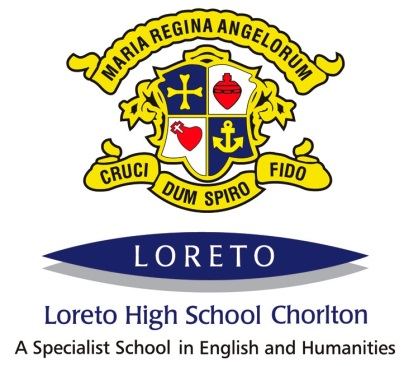 MARIA REGINA ANGELORUM
CRUCI DUM SPIRO FIDO
LORETO
Loreto High School Chorlton
A Specialist School in English and Humanities